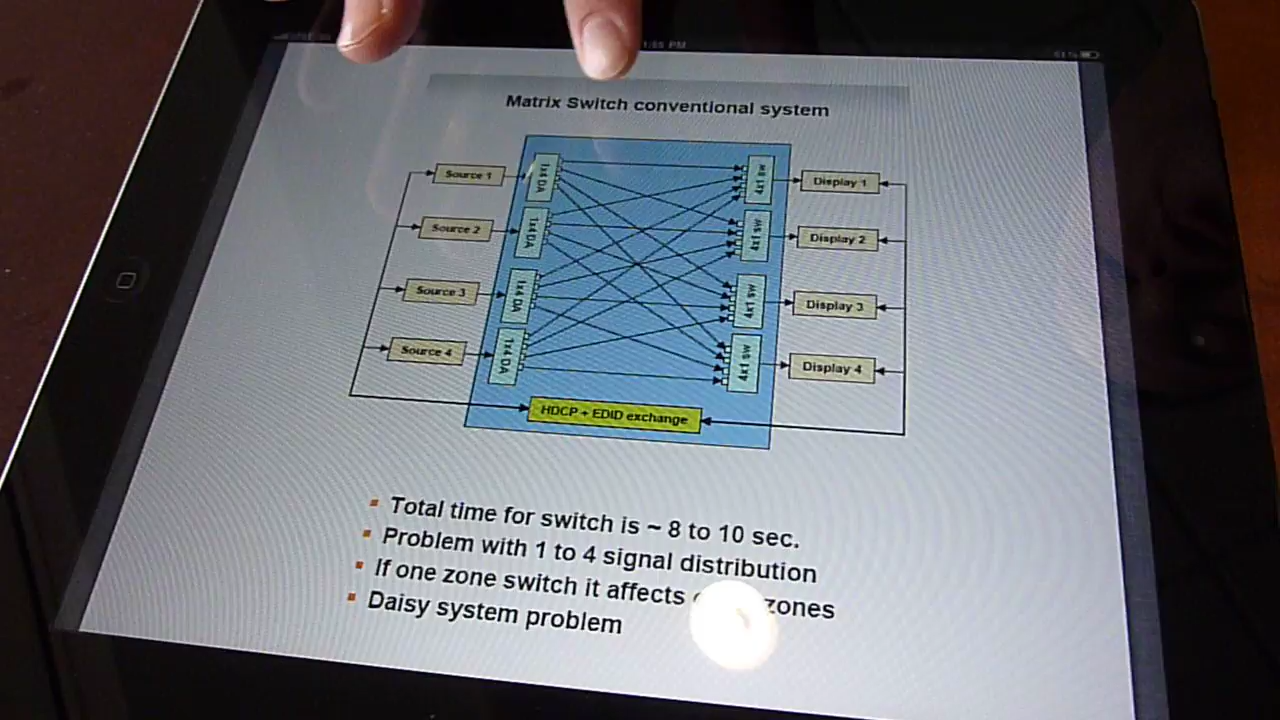 :55 PM
51%
Matrix Switch conventional system
Source 1
1x4 DA
4x1 sw
Display 1
Source 2
1x4 DA
4x1 sw
Display 2
Source 3
1x4 DA
4x1 sw
Display 3
Source 4
1x4 DA
4x1 sw
Display 4
HDCP + EDID exchange
Total time for switch is ~ 8 to 10 sec.
Problem with 1 to 4 signal distribution
If one zone switch it affects zones
Daisy system problem